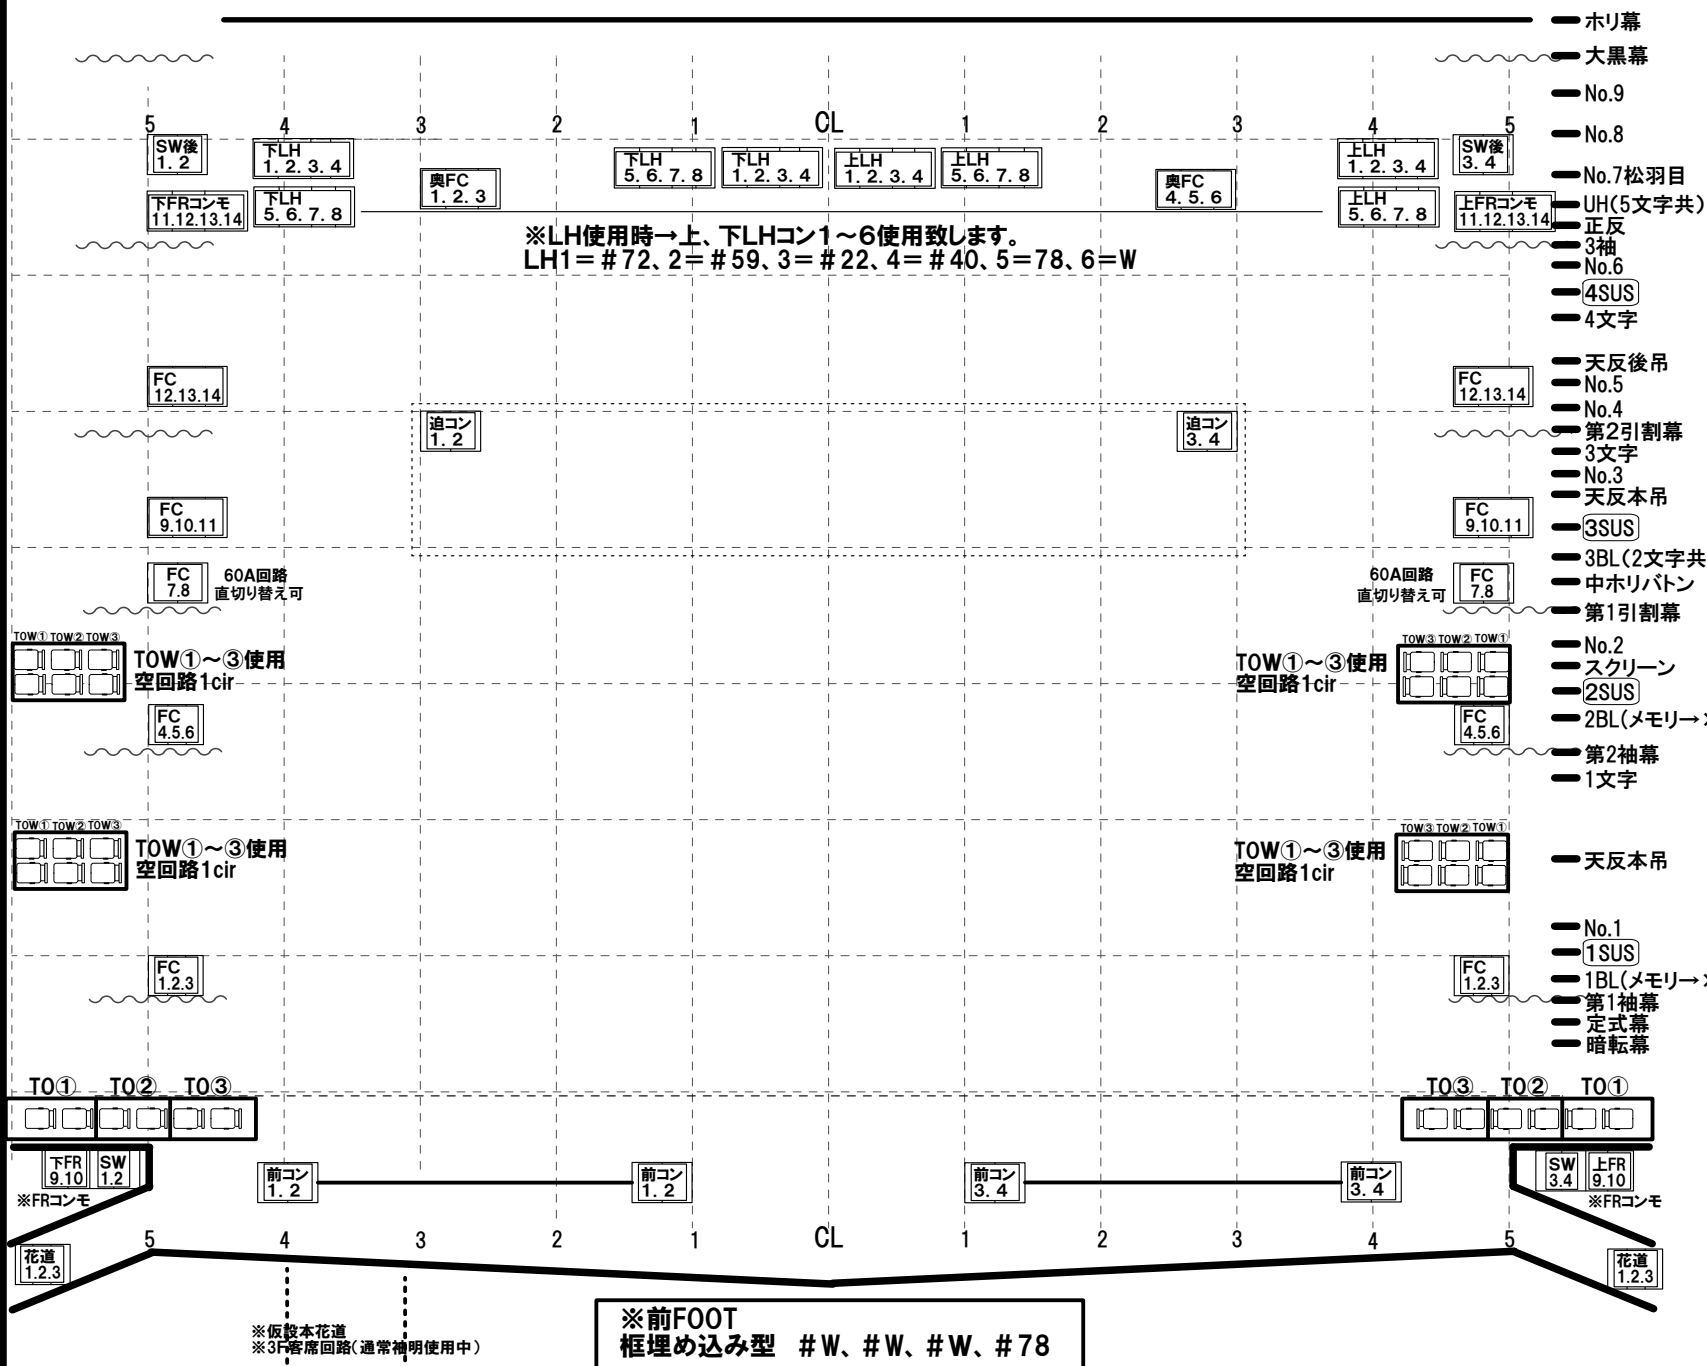 ホリ幕
大黒幕
No.9
5 4 3 2 1 CL 1 2 3 4 5
No.8
SW後
1. 2
下LH
1. 2. 3. 4
下LH
5. 6. 7. 8
下LH
1. 2. 3. 4
上LH
1. 2. 3. 4
上LH
5. 6. 7. 8
上LH
1. 2. 3. 4
SW後
3. 4
奥FC
1. 2. 3
奥FC
4. 5. 6
No.7松羽目
下FRコンモ
11.12.13.14
下LH
5. 6. 7. 8
上LH
5. 6. 7. 8
上FRコンモ
11.12.13.14
UH(5文字共)
正反
※LH使用時→上、下LHコン1～6使用致します。
LH1=#72、2=#59、3=#22、4=#40、5=78、6=W
3袖
No.6
4SUS
4文字
天反後吊
FC
12.13.14
FC
12.13.14
No.5
No.4
迫コン
1. 2
迫コン
3. 4
第2引割幕
3文字
No.3
天反本吊
FC
9.10.11
FC
9.10.11
3SUS
3BL(2文字共
FC
7.8
60A回路
直切り替え可
60A回路
直切り替え可
FC
7.8
中ホリバトン
第1引割幕
TOW① TOW② TOW③
TOW①～③使用
空回路1cir
TOW①～③使用
空回路1cir
TOW③ TOW② TOW①
No.2
スクリーン
2SUS
FC
4.5.6
FC
4.5.6
2BL(メモリ→
第2袖幕
1文字
TOW① TOW② TOW③
TOW①～③使用
空回路1cir
TOW①～③使用
空回路1cir
TOW③ TOW② TOW①
天反本吊
No.1
1SUS
FC
1.2.3
FC
1.2.3
1BL(メモリ→
第1袖幕
定式幕
暗転幕
TO① TO② TO③
TO③ TO② TO①
下FR
9.10
SW
1.2
※FRコンモ
前コン
1. 2
前コン
1. 2
前コン
3. 4
前コン
3. 4
SW
3.4
上FR
9.10
※FRコンモ
5 4 3 2 1 CL 1 2 3 4 5
花道
1.2.3
花道
1.2.3
※仮設本花道
※3F客席回路(通常袖明使用中)
※前FOOT
框埋め込み型 #W、#W、#W、#78